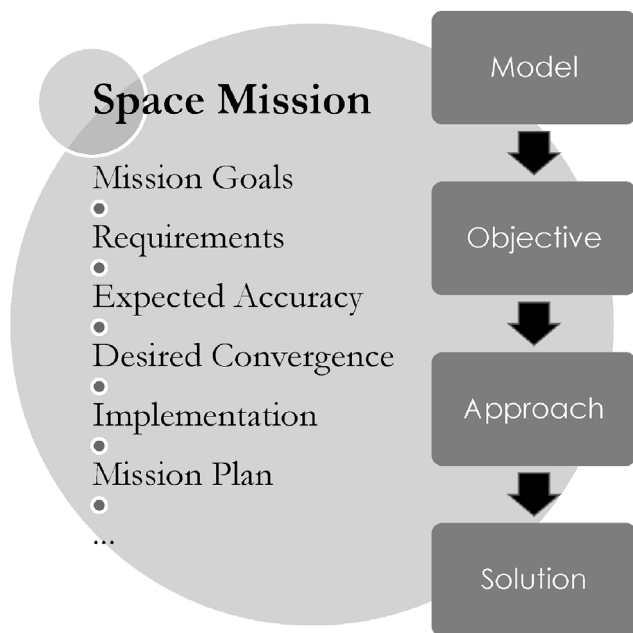 Space Mission
Mission Goals
Requirements
Expected Accuracy
Desired Convergence
Implementation
Mission Plan
...
Model
Objective
Approach
Solution